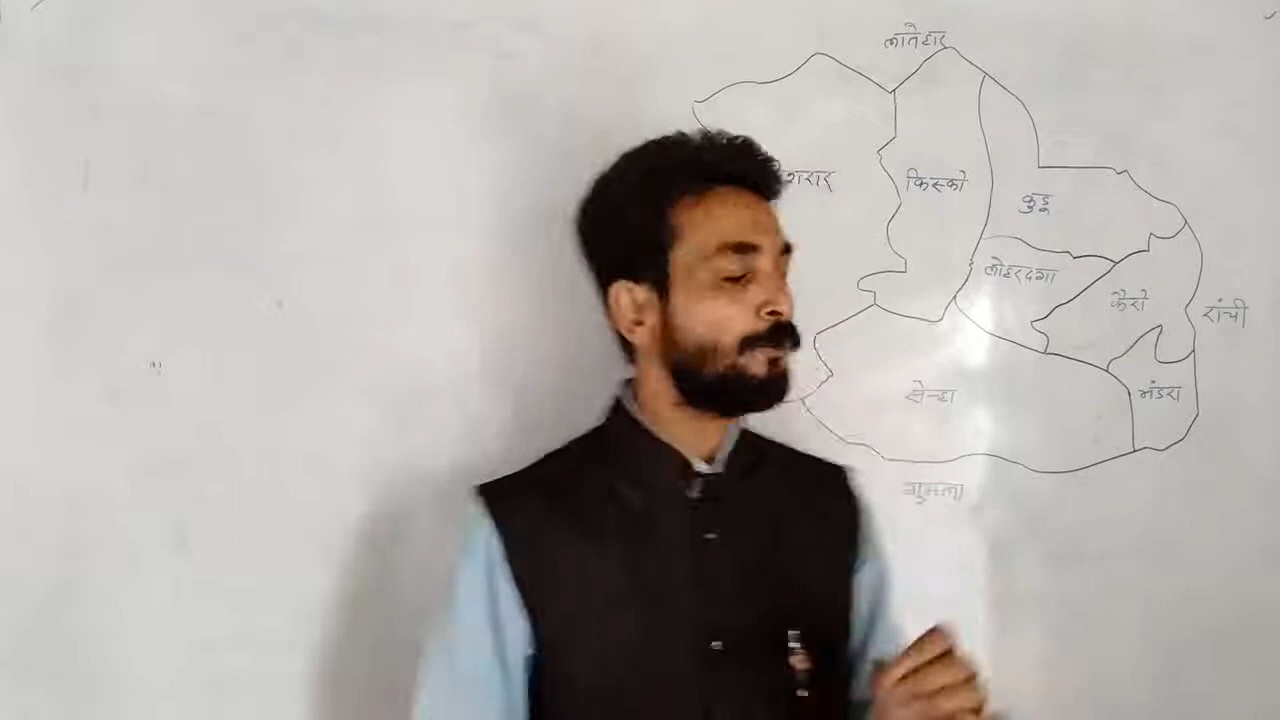 लातेहार
शरार
किस्को
कुडू
लोहरदगा
कैरो
रांची
सेन्हा
भंडरा
गुमला